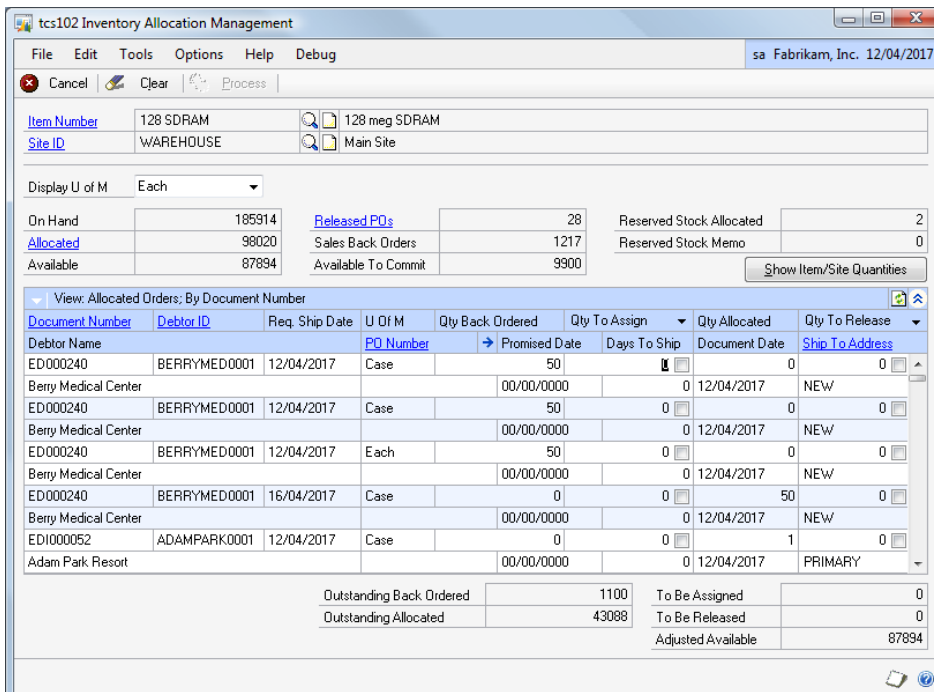 tcs102 Inventory Allocation Management
File Edit Tools Options Help Debug sa Fabrikam, Inc. 12/04/2017
Cancel Clear Process
Item Number 128 SDRAM 128 meg SDRAM
Site ID WAREHOUSE Main Site
Display U of M Each
On Hand 185914 Released POs 28 Reserved Stock Allocated 2
Allocated 98020 Sales Back Orders 1217 Reserved Stock Memo 0
Available 87894 Available To Commit 9900 Show Item/Site Quantities
View: Allocated Orders; By Document Number
Document Number Debtor ID Req. Ship Date U Of M Qty Back Ordered Qty To Assign Qty Allocated Qty To Release
Debtor Name PO Number Promised Date Days To Ship Document Date Ship To Address
ED000240 BERRYMED0001 12/04/2017 Case 50 0 0 0
Berry Medical Center 00/00/0000 0 12/04/2017 NEW
ED000240 BERRYMED0001 12/04/2017 Case 50 0 0 0
Berry Medical Center 00/00/0000 0 12/04/2017 NEW
ED000240 BERRYMED0001 12/04/2017 Each 50 0 0 0
Berry Medical Center 00/00/0000 0 12/04/2017 NEW
ED000240 BERRYMED0001 16/04/2017 Case 0 0 50 0
Berry Medical Center 00/00/0000 0 12/04/2017 NEW
EDI000052 ADAMPARK0001 12/04/2017 Case 0 0 1 0
Adam Park Resort 00/00/0000 0 12/04/2017 PRIMARY
Outstanding Back Ordered 1100 To Be Assigned 0
Outstanding Allocated 43088 To Be Released 0
Adjusted Available 87894